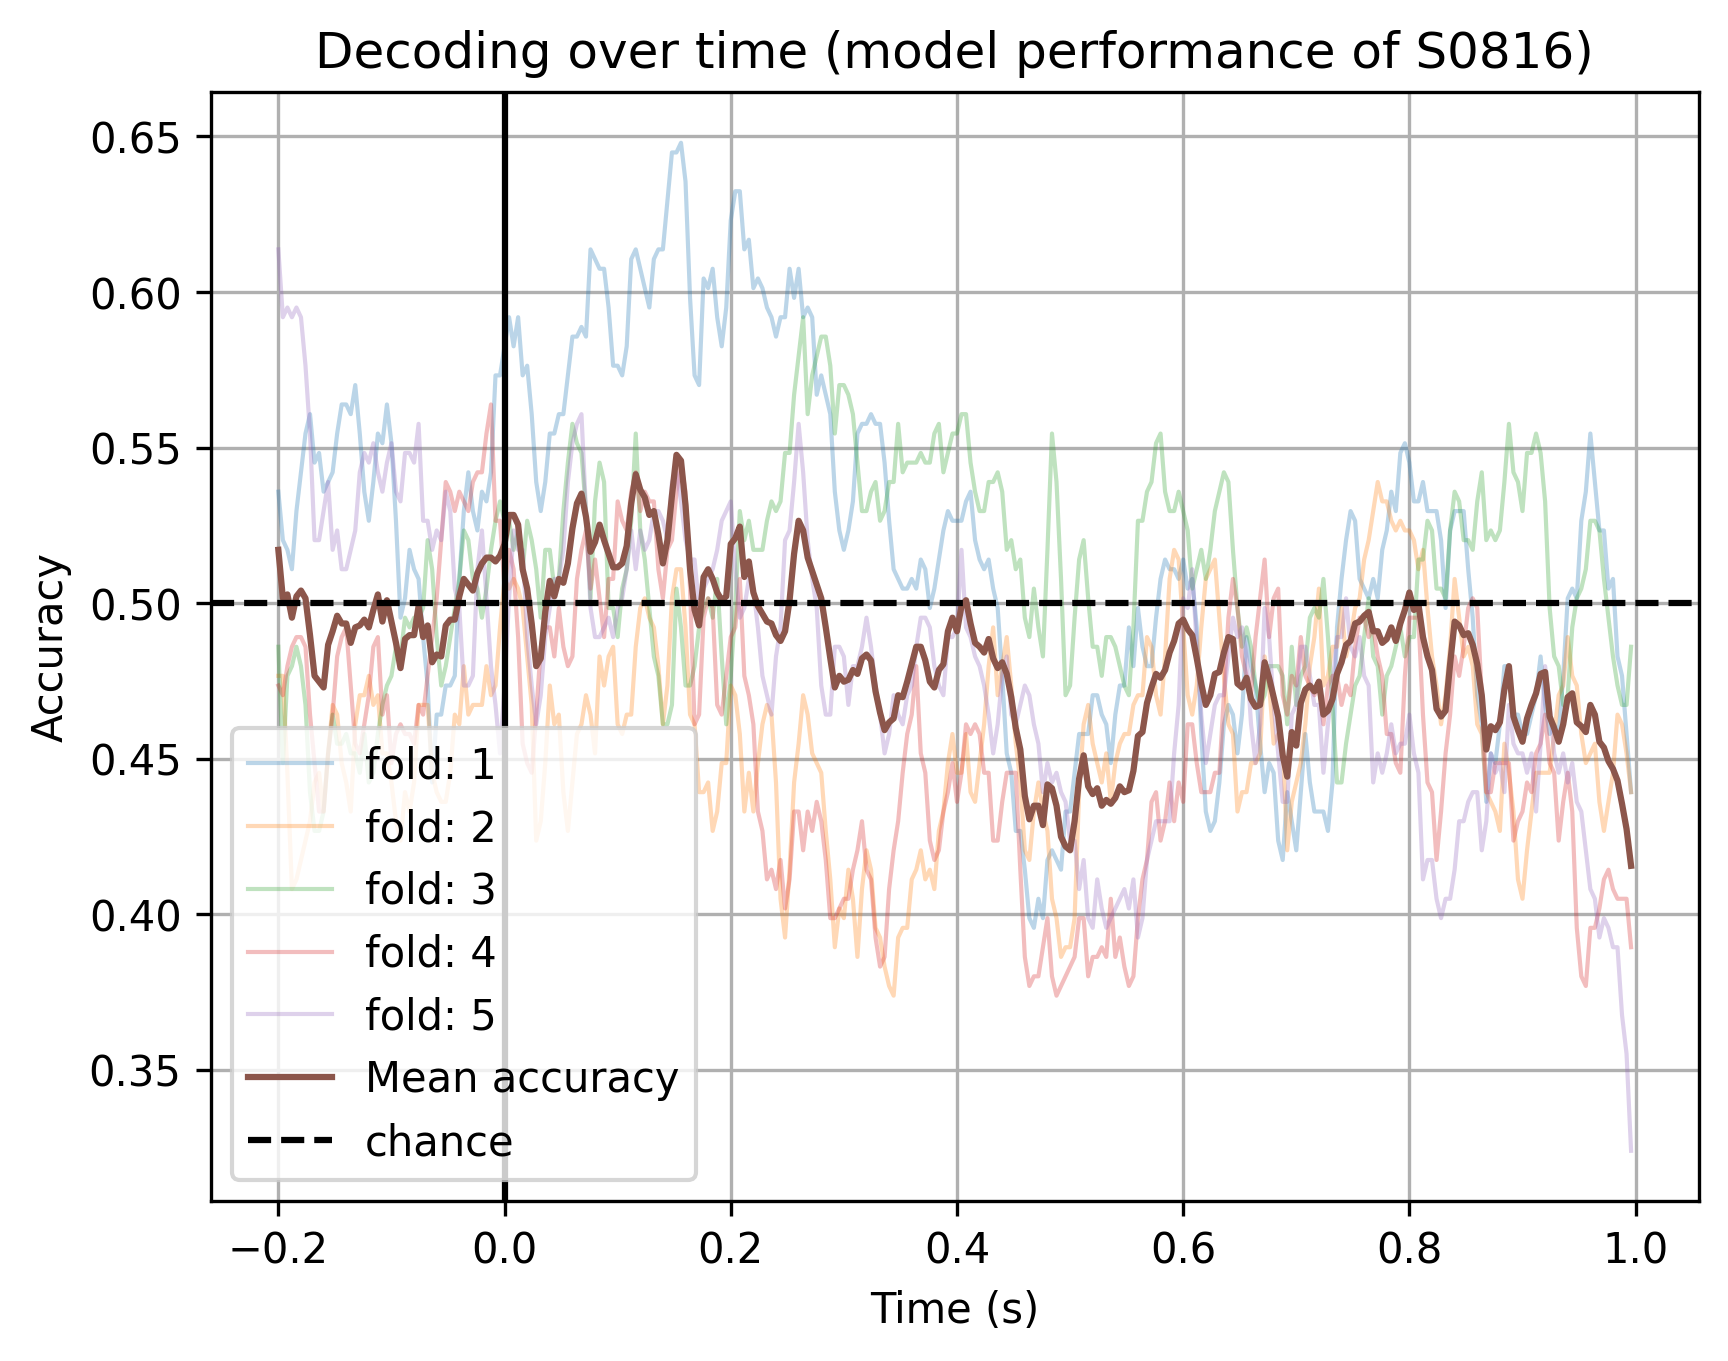 Decoding over time (model performance of S0816)
Accuracy
0.65
0.60
0.55
0.50
0.45
0.40
0.35
fold: 1
fold: 2
fold: 3
fold: 4
fold: 5
Mean accuracy
chance
−0.2 0.0 0.2 0.4 0.6 0.8 1.0
Time (s)